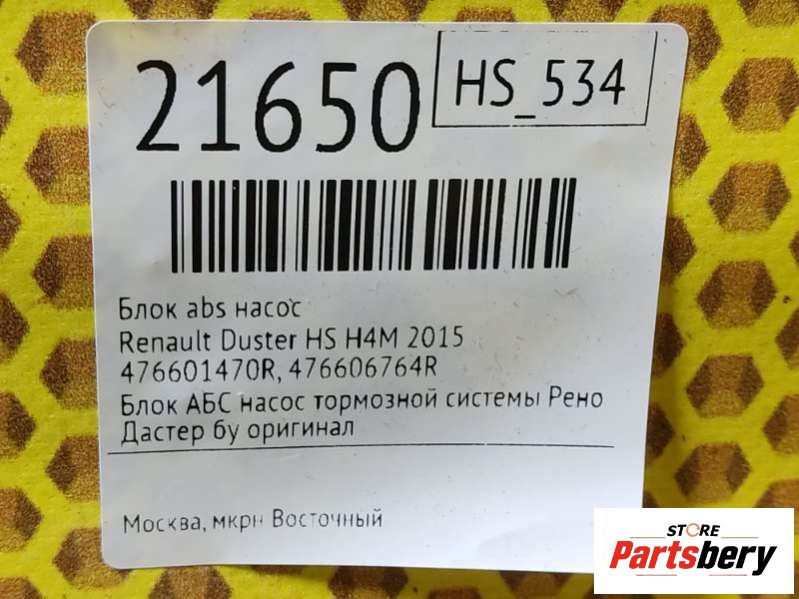 21650
HS_534
Блок abs насос
Renault Duster HS H4M 2015
476601470R, 476606764R
Блок АБС насос тормозной системы Рено
Дастер бу оригинал
Москва, мкрн Восточный
STORE
Partsbery